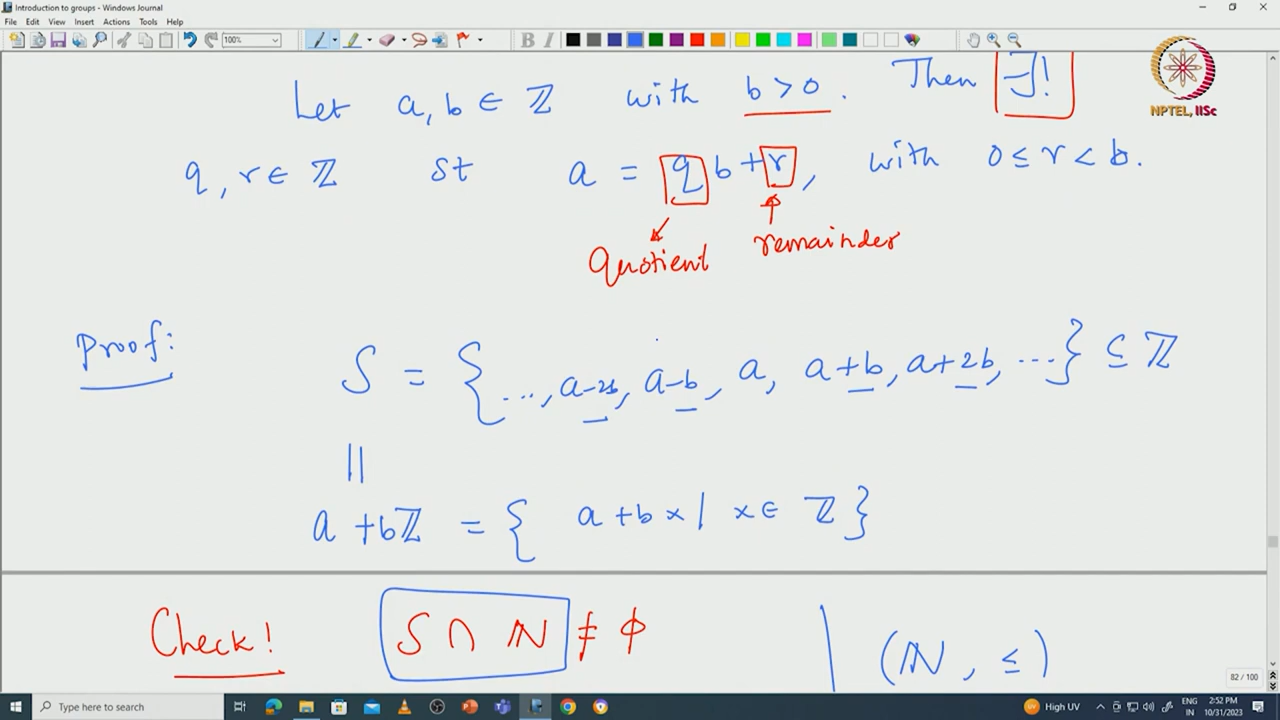 Introduction to groups - Windows Journal
File Edit View Insert Actions Tools Help
100%
B I
NPTEL, IISc
Let a, b ∈ ℤ with b > 0. Then ∃!
q, r ∈ ℤ st a = q b + r, with 0 ≤ r < b.
quotient remainder
Proof:
S = { ..., a-2b, a-b, a, a+b, a+2b, ... } ⊆ ℤ
||
a + bℤ = { a + b x | x ∈ ℤ }
Check! S ∩ ℕ ≠ φ (ℕ, ≤)
82 / 100
Type here to search
High UV
ENG
IN
2:52 PM
10/31/2023